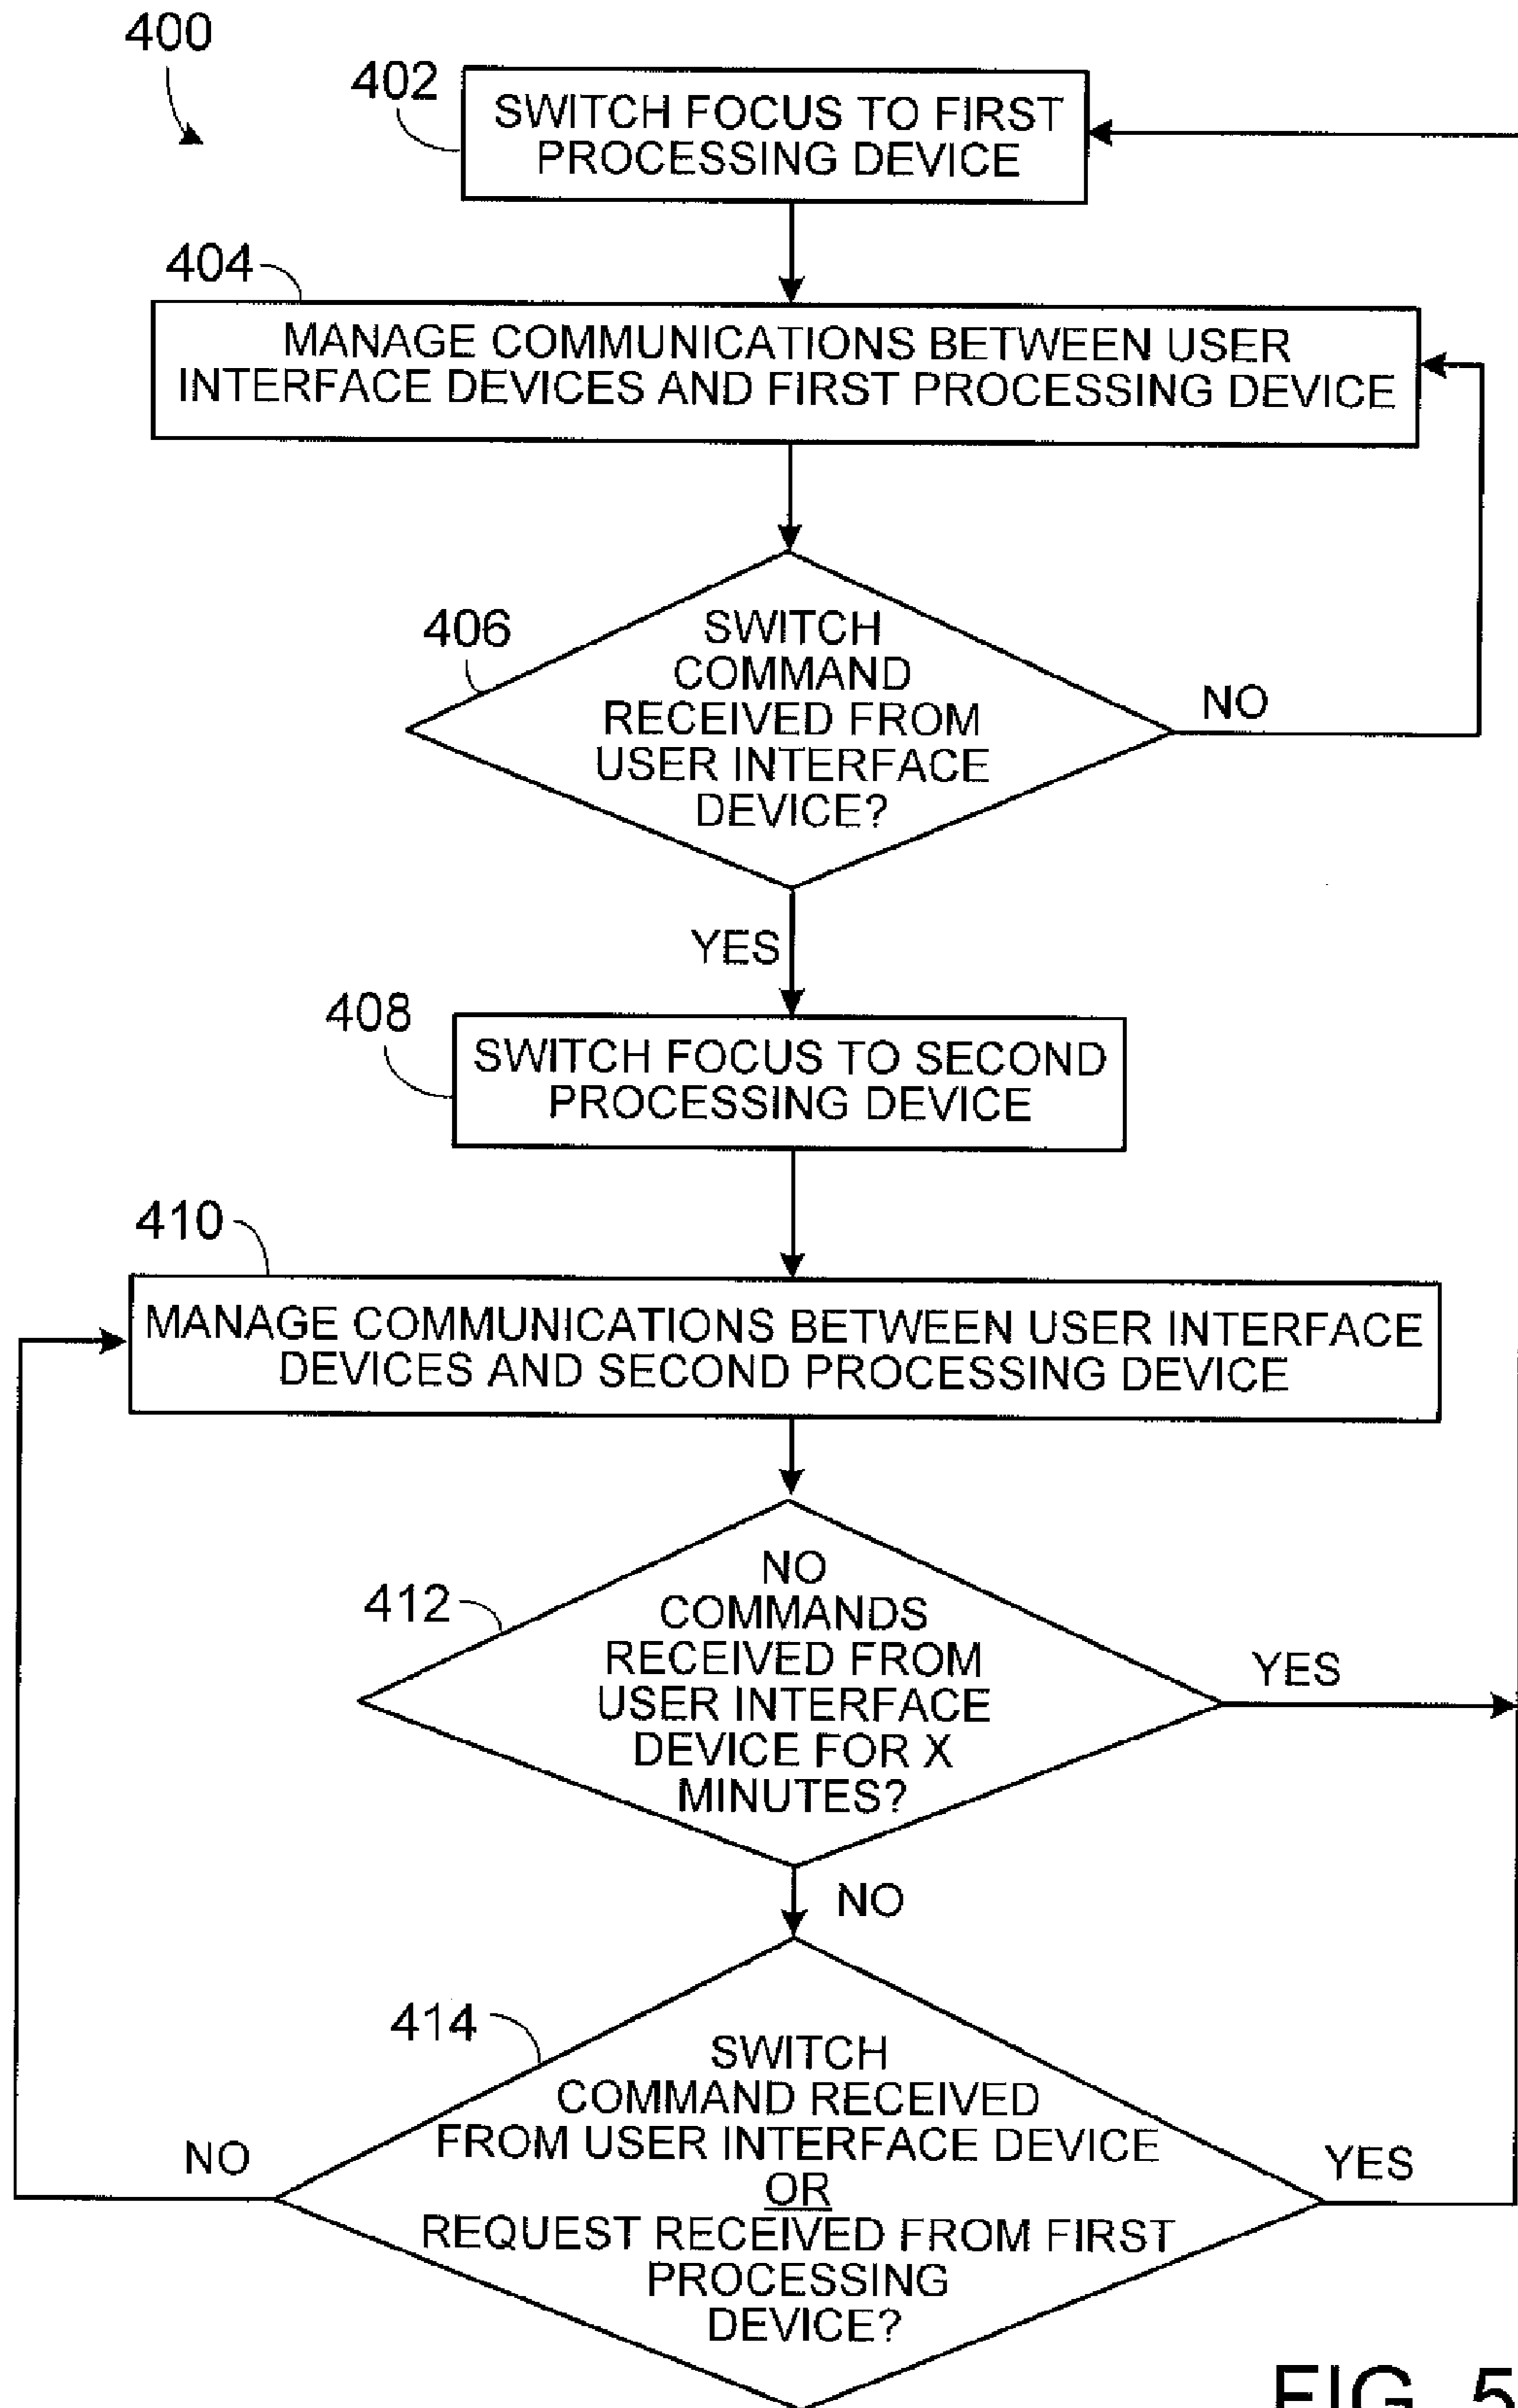 400
402
SWITCH FOCUS TO FIRST
PROCESSING DEVICE
404
MANAGE COMMUNICATIONS BETWEEN USER
INTERFACE DEVICES AND FIRST PROCESSING DEVICE
406
SWITCH
COMMAND
RECEIVED FROM
USER INTERFACE
DEVICE?
NO
YES
408
SWITCH FOCUS TO SECOND
PROCESSING DEVICE
410
MANAGE COMMUNICATIONS BETWEEN USER INTERFACE
DEVICES AND SECOND PROCESSING DEVICE
412
NO
COMMANDS
RECEIVED FROM
USER INTERFACE
DEVICE FOR X
MINUTES?
YES
NO
414
SWITCH
COMMAND RECEIVED
FROM USER INTERFACE DEVICE
OR
REQUEST RECEIVED FROM FIRST
PROCESSING
DEVICE?
NO
YES
FIG. 5